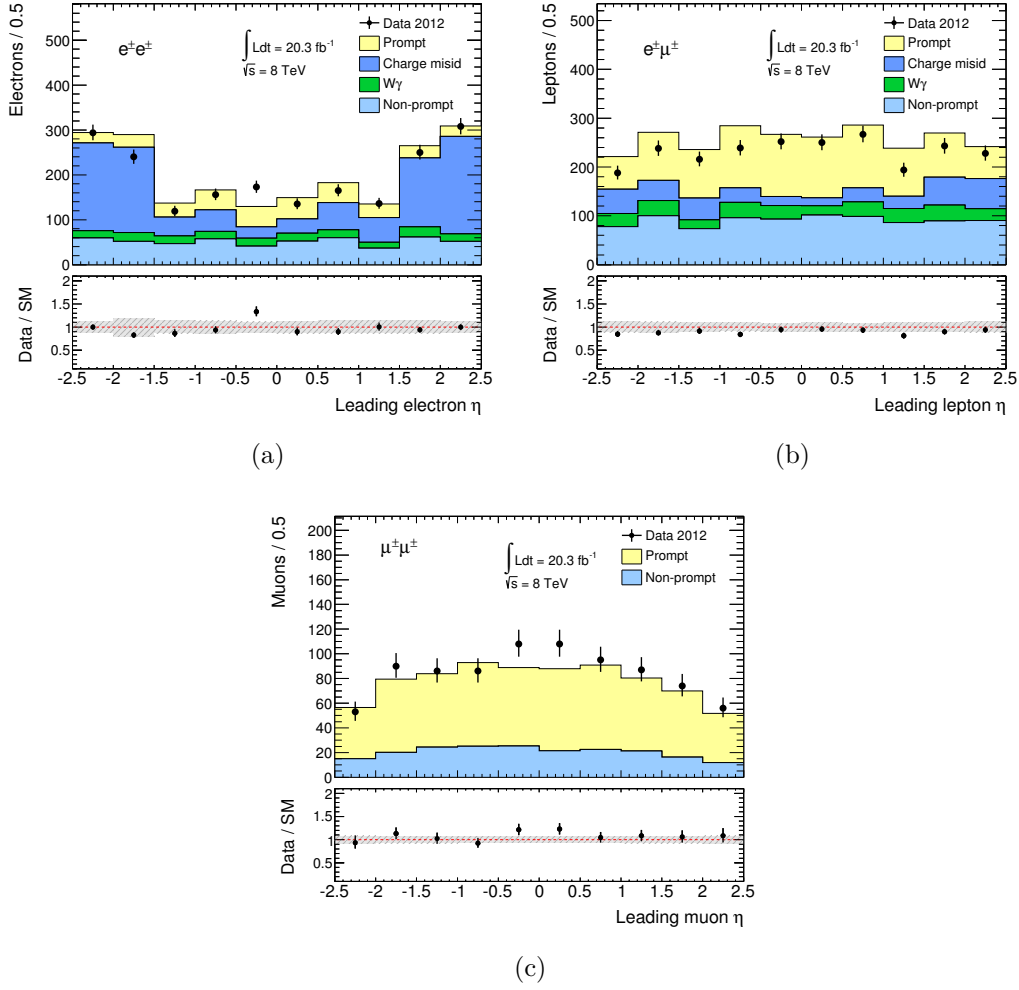 Electrons / 0.5
500
400
300
200
100
0
e±e±
∫ Ldt = 20.3 fb⁻¹
√s = 8 TeV
Data 2012
Prompt
Charge misid
Wγ
Non-prompt
Data / SM
2
1.5
1
0.5
-2.5 -2 -1.5 -1 -0.5 0 0.5 1 1.5 2 2.5
Leading electron η
(a)
Leptons / 0.5
500
400
300
200
100
0
e±μ±
∫ Ldt = 20.3 fb⁻¹
√s = 8 TeV
Data 2012
Prompt
Charge misid
Wγ
Non-prompt
Data / SM
2
1.5
1
0.5
-2.5 -2 -1.5 -1 -0.5 0 0.5 1 1.5 2 2.5
Leading lepton η
(b)
Muons / 0.5
200
180
160
140
120
100
80
60
40
20
0
μ±μ±
∫ Ldt = 20.3 fb⁻¹
√s = 8 TeV
Data 2012
Prompt
Non-prompt
Data / SM
2
1.5
1
0.5
-2.5 -2 -1.5 -1 -0.5 0 0.5 1 1.5 2 2.5
Leading muon η
(c)